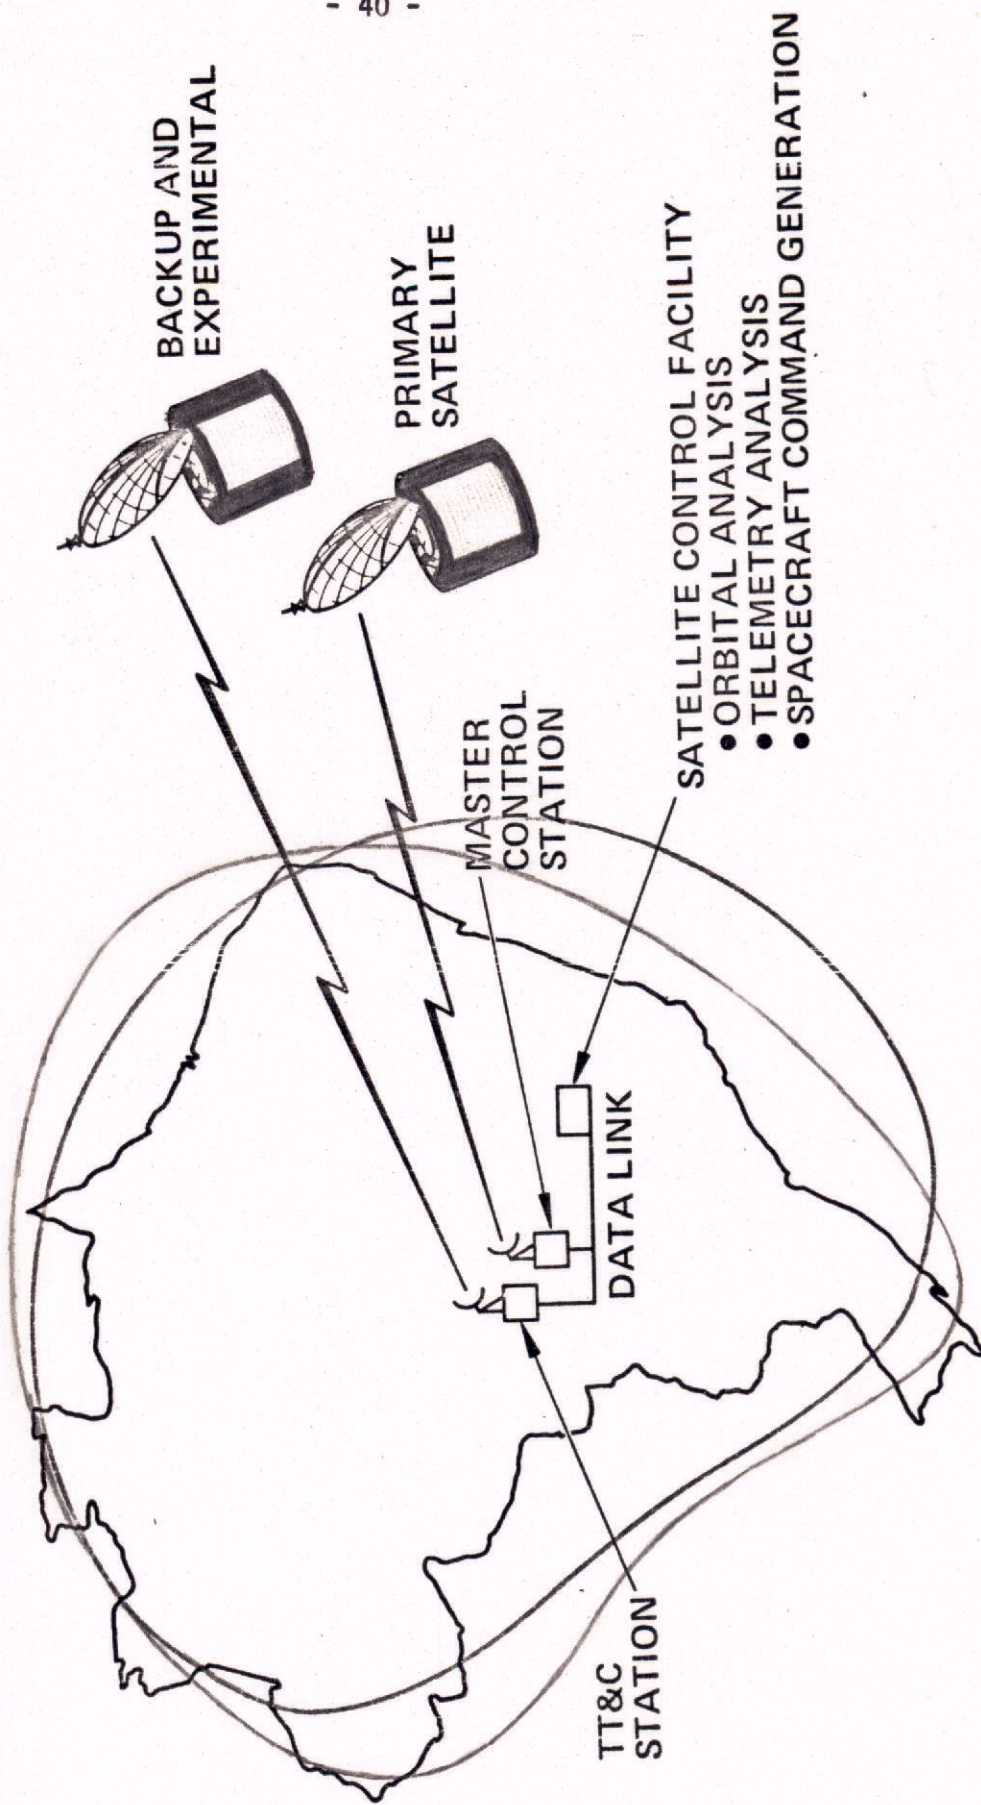 - 40 -
BACKUP AND
EXPERIMENTAL
PRIMARY
SATELLITE
MASTER
CONTROL
STATION
SATELLITE CONTROL FACILITY
• ORBITAL ANALYSIS
• TELEMETRY ANALYSIS
• SPACECRAFT COMMAND GENERATION
DATA LINK
TT&C
STATION